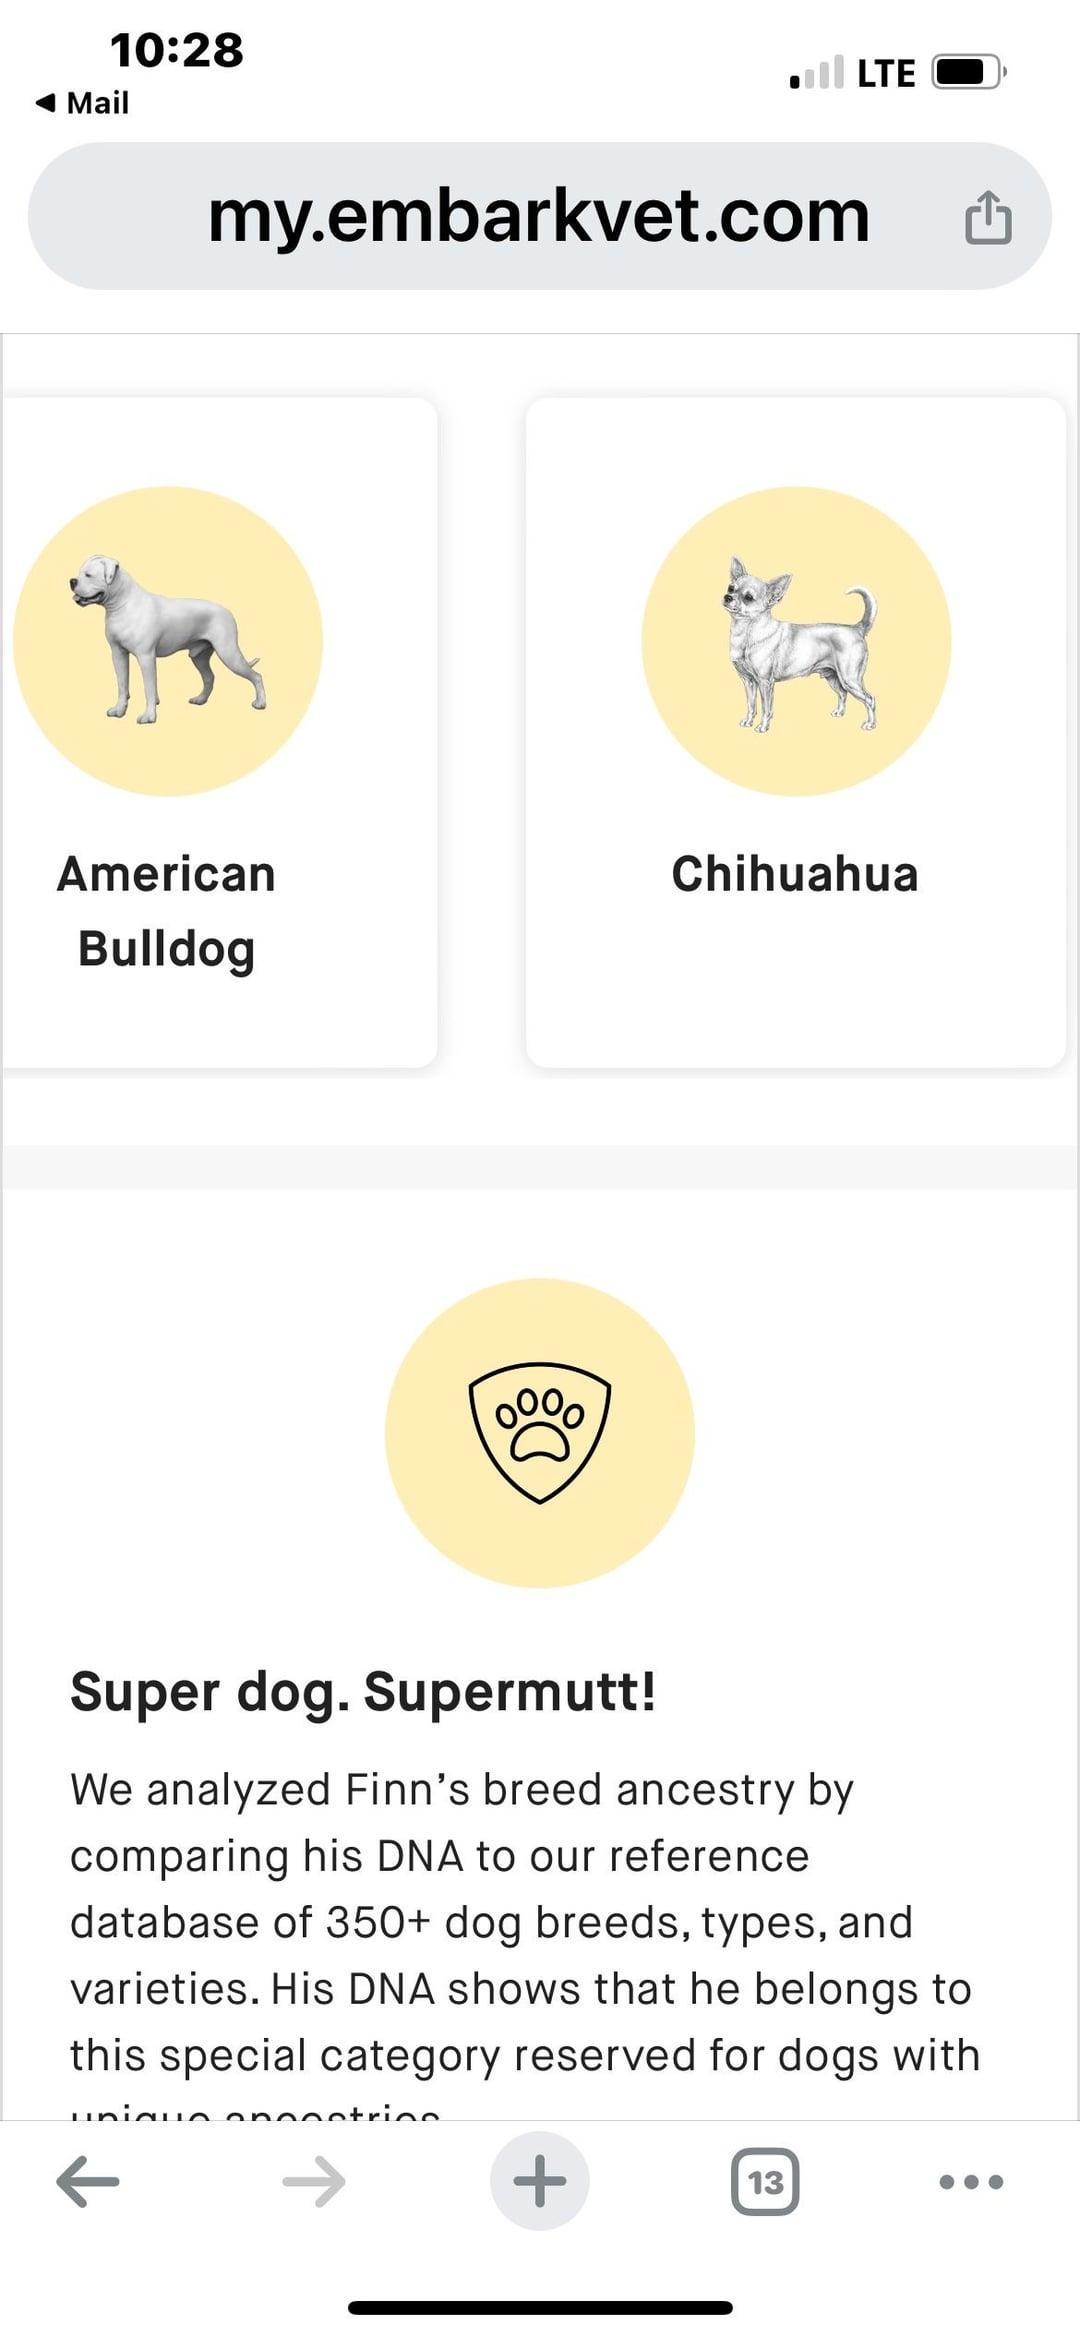 10:28
◀ Mail
LTE
my.embarkvet.com
American
Bulldog
Chihuahua
Super dog. Supermutt!
We analyzed Finn’s breed ancestry by
comparing his DNA to our reference
database of 350+ dog breeds, types, and
varieties. His DNA shows that he belongs to
this special category reserved for dogs with
unique ancestries
13